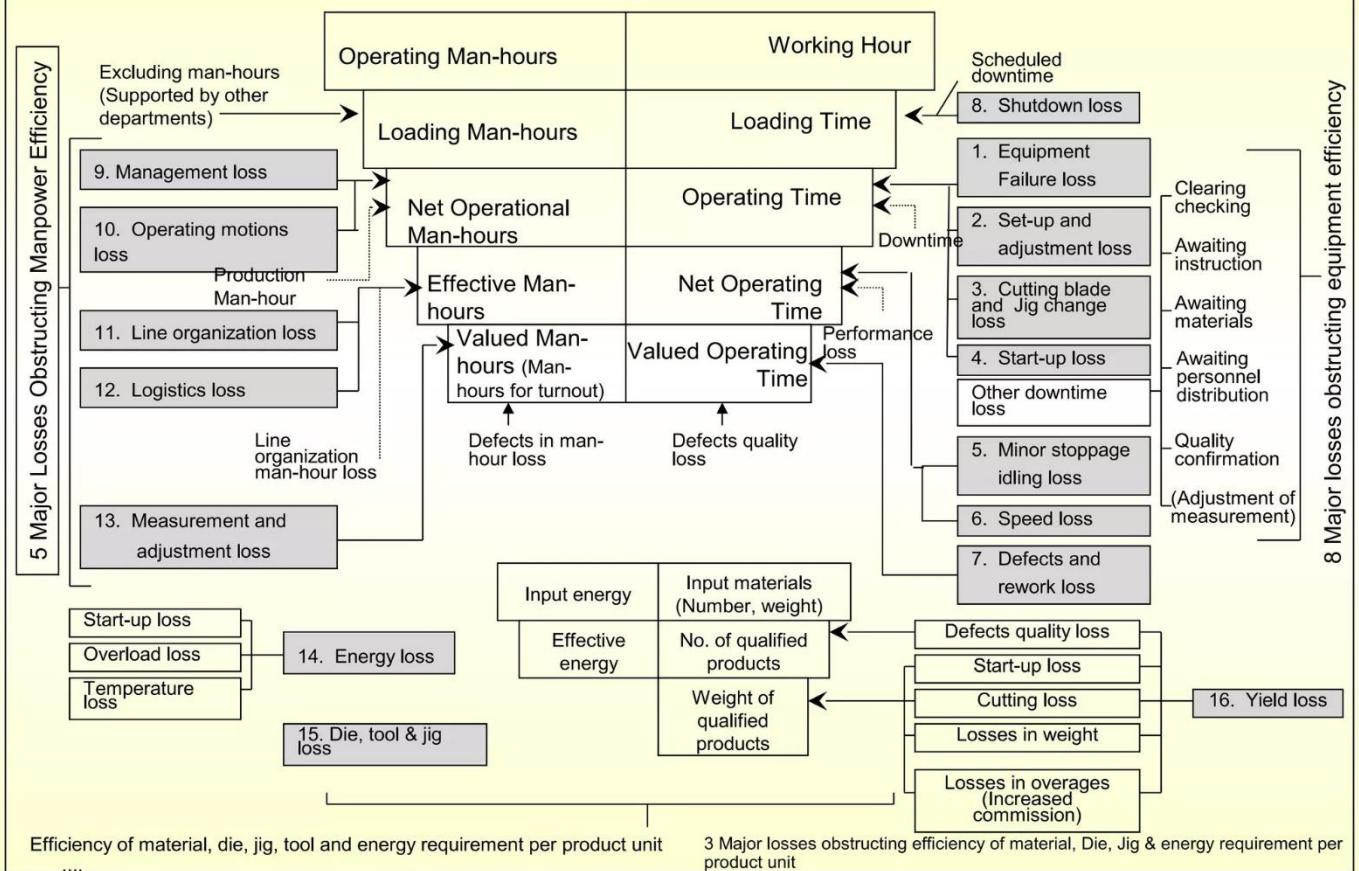 Operating Man-hours
Working Hour
Excluding man-hours
(Supported by other
departments)
Scheduled
downtime
8. Shutdown loss
Loading Man-hours
Loading Time
5 Major Losses Obstructing Manpower Efficiency
9. Management loss
10. Operating motions
loss
Production
Man-hour
11. Line organization loss
12. Logistics loss
Line
organization
man-hour loss
13. Measurement and
adjustment loss
Net Operational
Man-hours
Operating Time
Downtime
Effective Man-
hours
Net Operating
Time
Performance
loss
Valued Man-
hours (Man-
hours for turnout)
Valued Operating
Time
Defects in man-
hour loss
Defects quality
loss
1. Equipment
Failure loss
2. Set-up and
adjustment loss
3. Cutting blade
and Jig change
loss
4. Start-up loss
Other downtime
loss
5. Minor stoppage
idling loss
6. Speed loss
7. Defects and
rework loss
Clearing
checking
Awaiting
instruction
Awaiting
materials
Awaiting
personnel
distribution
Quality
confirmation
(Adjustment of
measurement)
8 Major losses obstructing equipment efficiency
Start-up loss
Overload loss
Temperature
loss
14. Energy loss
15. Die, tool & jig
loss
Input energy
Input materials
(Number, weight)
Effective
energy
No. of qualified
products
Weight of
qualified
products
Defects quality loss
Start-up loss
Cutting loss
Losses in weight
Losses in overages
(Increased
commission)
16. Yield loss
Efficiency of material, die, jig, tool and energy requirement per product unit
3 Major losses obstructing efficiency of material, Die, Jig & energy requirement per
product unit